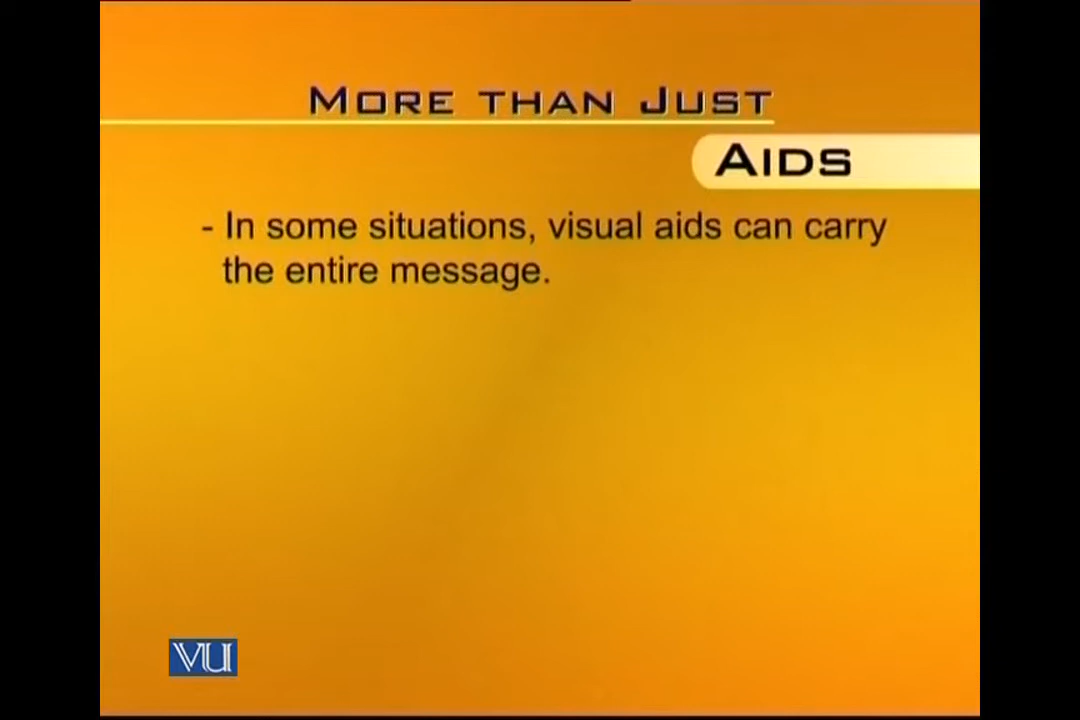 MORE THAN JUST
AIDS
- In some situations, visual aids can carry
the entire message.
VU